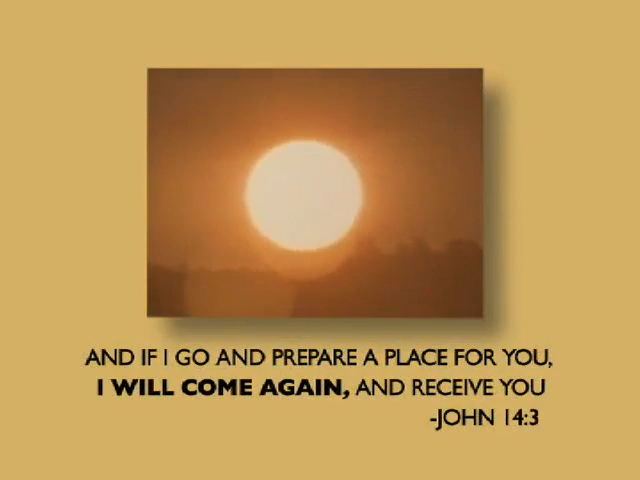 AND IF I GO AND PREPARE A PLACE FOR YOU,
I WILL COME AGAIN, AND RECEIVE YOU
-JOHN 14:3